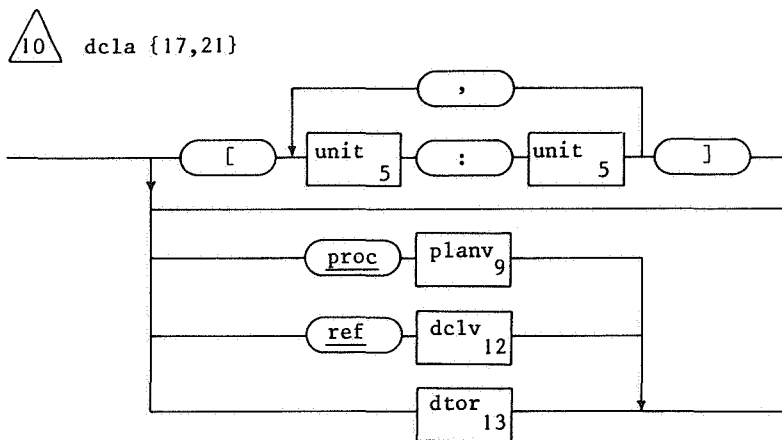 10 dcla {17,21}
,
[ unit 5 : unit 5 ]
proc planv 9
ref dclv 12
dtor 13